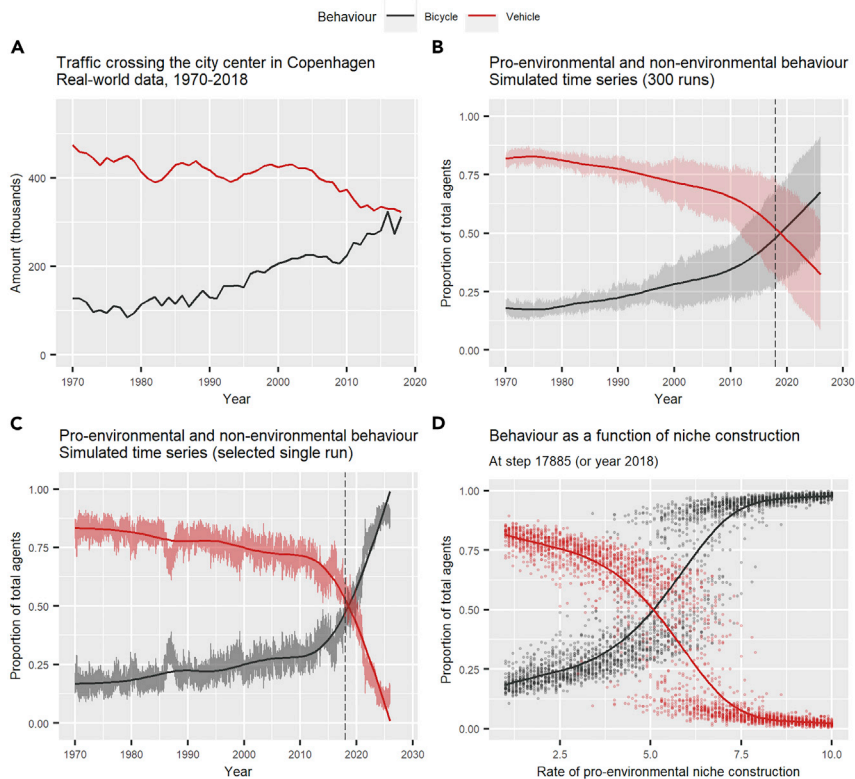 Behaviour Bicycle Vehicle
A
Traffic crossing the city center in Copenhagen
Real-world data, 1970-2018
Amount (thousands)
400
200
0
1970 1980 1990 2000 2010 2020
Year
B
Pro-environmental and non-environmental behaviour
Simulated time series (300 runs)
Proportion of total agents
1.00
0.75
0.50
0.25
0.00
1970 1980 1990 2000 2010 2020 2030
Year
C
Pro-environmental and non-environmental behaviour
Simulated time series (selected single run)
Proportion of total agents
1.00
0.75
0.50
0.25
0.00
1970 1980 1990 2000 2010 2020 2030
Year
D
Behaviour as a function of niche construction
At step 17885 (or year 2018)
Proportion of total agents
1.00
0.75
0.50
0.25
0.00
2.5 5.0 7.5 10.0
Rate of pro-environmental niche construction